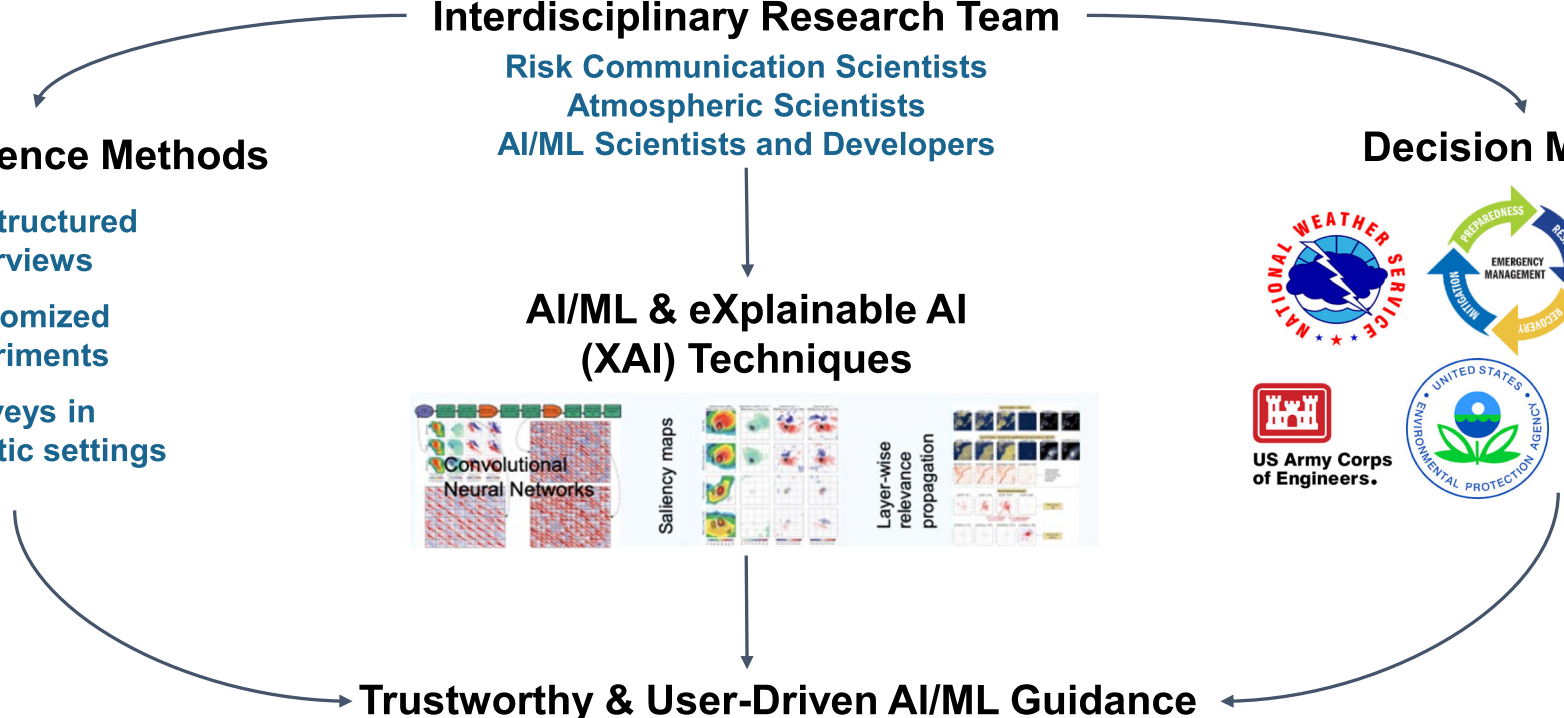 Interdisciplinary Research Team
Risk Communication Scientists
Atmospheric Scientists
AI/ML Scientists and Developers
ence Methods
tructured
rviews
omized
riments
veys in
tic settings
AI/ML & eXplainable AI
(XAI) Techniques
Convolutional
Neural Networks
Saliency maps
Layer-wise
relevance
propagation
Decision M
NATIONAL WEATHER SERVICE
PREPAREDNESS
RES
EMERGENCY
MANAGEMENT
MITIGATION
RECOVERY
US Army Corps
of Engineers.
UNITED STATES
ENVIRONMENTAL PROTECTION AGENCY
Trustworthy & User-Driven AI/ML Guidance